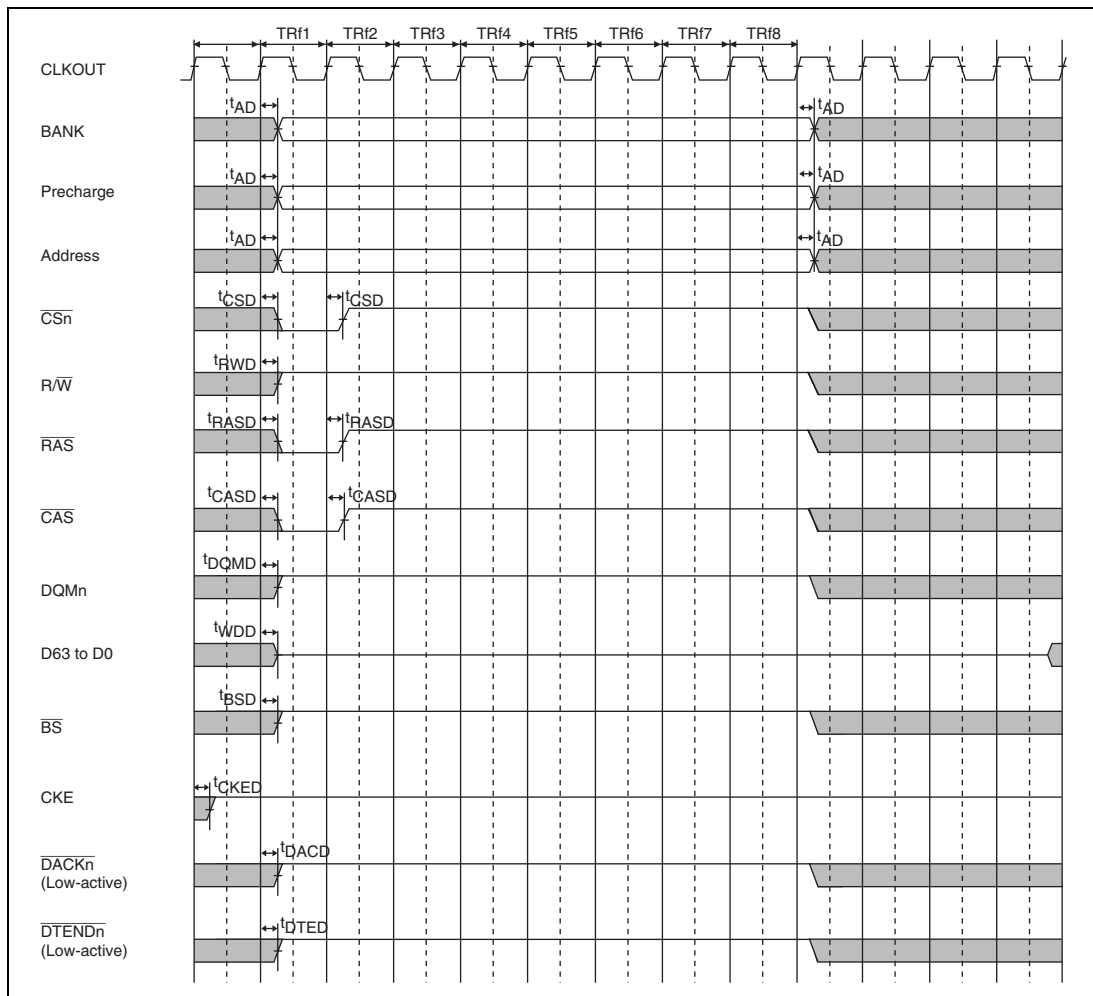 TRf1 TRf2 TRf3 TRf4 TRf5 TRf6 TRf7 TRf8
CLKOUT
tAD tAD
BANK
tAD tAD
Precharge
tAD tAD
Address
tCSD tCSD
CSn
tRWD
R/W
tRASD tRASD
RAS
tCASD tCASD
CAS
tDQMD
DQMn
tWDD
D63 to D0
tBSD
BS
tCKED
CKE
tDACD
DACKn
(Low-active)
tDTED
DTENDn
(Low-active)